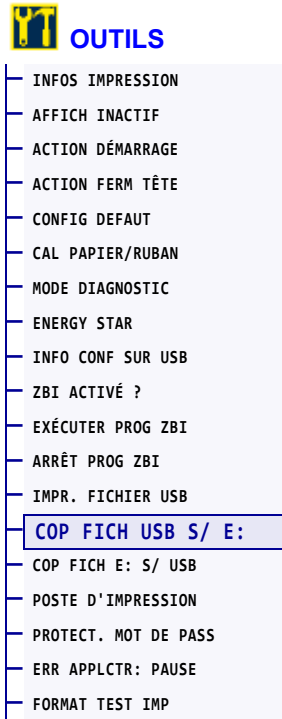 OUTILS
INFOS IMPRESSION
AFFICH INACTIF
ACTION DÉMARRAGE
ACTION FERM TÊTE
CONFIG DEFAUT
CAL PAPIER/RUBAN
MODE DIAGNOSTIC
ENERGY STAR
INFO CONF SUR USB
ZBI ACTIVÉ ?
EXÉCUTER PROG ZBI
ARRÊT PROG ZBI
IMPR. FICHIER USB
COP FICH USB S/ E:
COP FICH E: S/ USB
POSTE D'IMPRESSION
PROTECT. MOT DE PASS
ERR APPLCTR: PAUSE
FORMAT TEST IMP